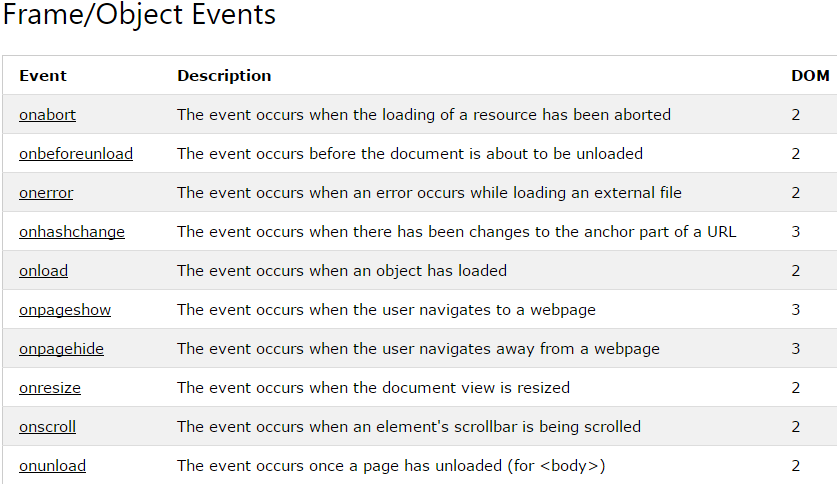 Frame/Object Events
Event Description DOM
onabort The event occurs when the loading of a resource has been aborted 2
onbeforeunload The event occurs before the document is about to be unloaded 2
onerror The event occurs when an error occurs while loading an external file 2
onhashchange The event occurs when there has been changes to the anchor part of a URL 3
onload The event occurs when an object has loaded 2
onpageshow The event occurs when the user navigates to a webpage 3
onpagehide The event occurs when the user navigates away from a webpage 3
onresize The event occurs when the document view is resized 2
onscroll The event occurs when an element's scrollbar is being scrolled 2
onunload The event occurs once a page has unloaded (for <body>) 2